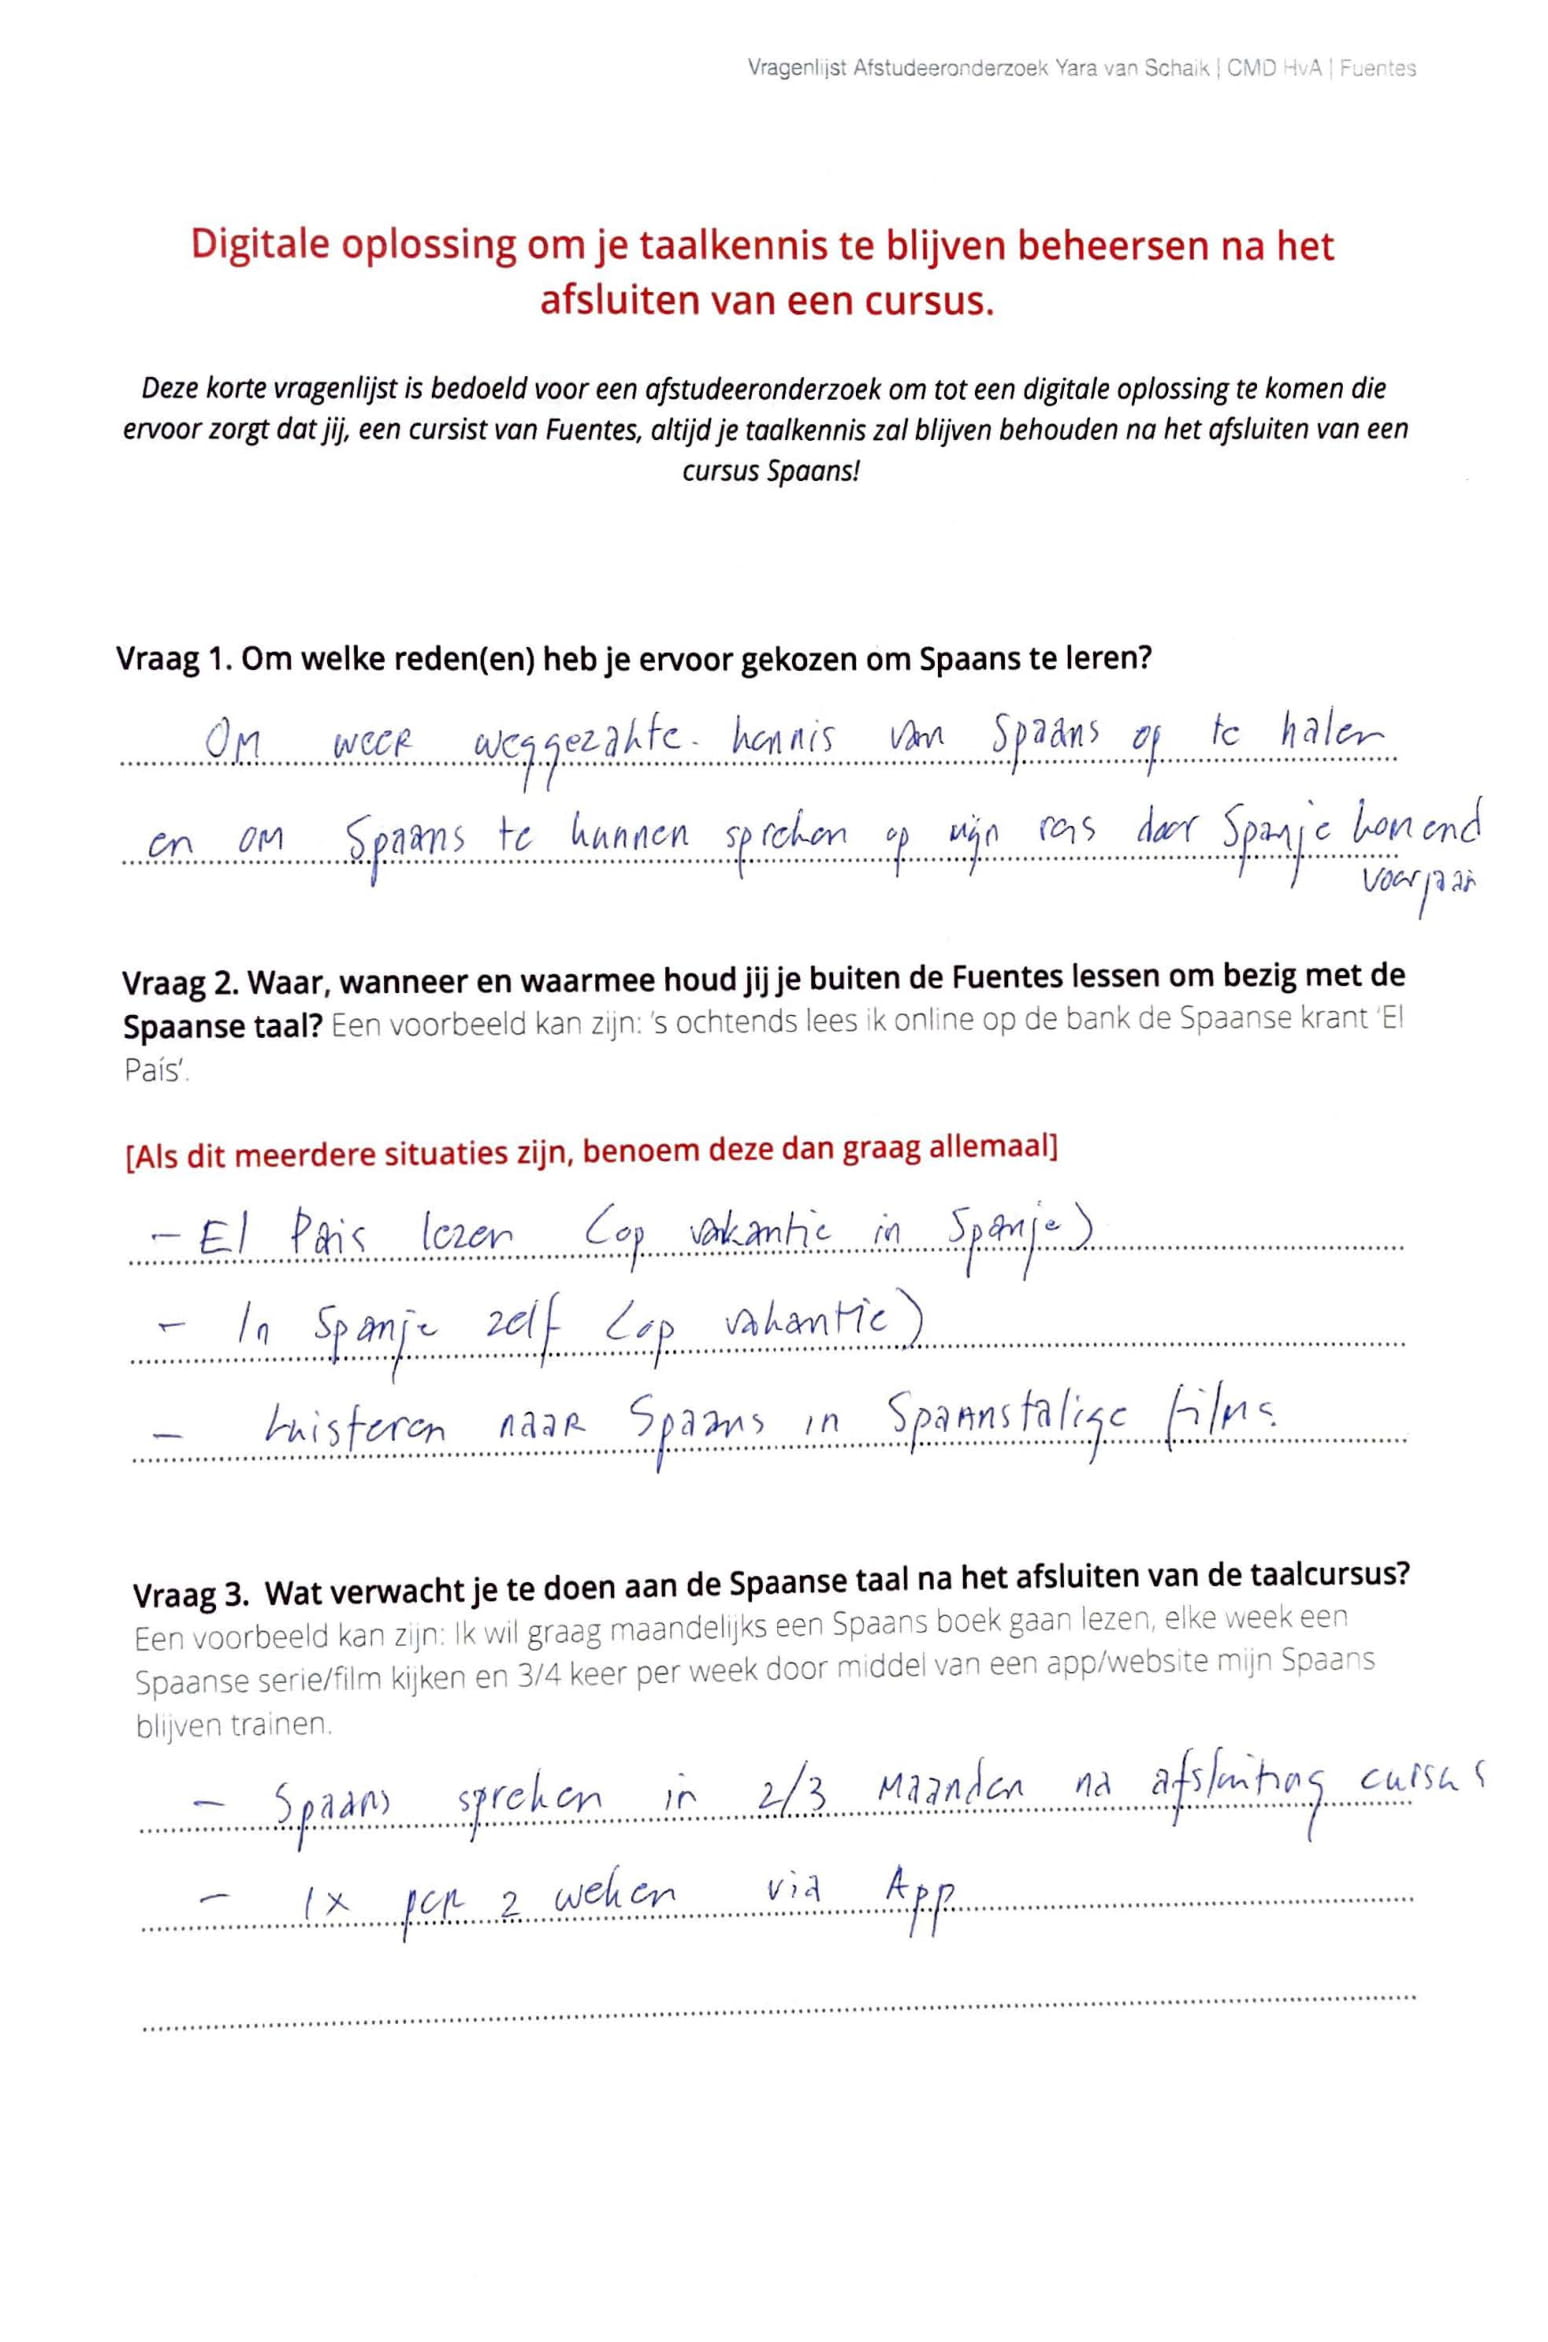 Vragenlijst Afstudeeronderzoek Yara van Schaik | CMD HvA | Fuentes
Digitale oplossing om je taalkennis te blijven beheersen na het
afsluiten van een cursus.
Deze korte vragenlijst is bedoeld voor een afstudeeronderzoek om tot een digitale oplossing te komen die
ervoor zorgt dat jij, een cursist van Fuentes, altijd je taalkennis zal blijven behouden na het afsluiten van een
cursus Spaans!
Vraag 1. Om welke reden(en) heb je ervoor gekozen om Spaans te leren?
Om weer weggezakte kennis van Spaans op te halen
en om Spaans te kunnen spreken op mijn reis door Spanje komend
voorjaar
Vraag 2. Waar, wanneer en waarmee houd jij je buiten de Fuentes lessen om bezig met de
Spaanse taal? Een voorbeeld kan zijn: 's ochtends lees ik online op de bank de Spaanse krant 'El
País'.
[Als dit meerdere situaties zijn, benoem deze dan graag allemaal]
- El Pais lezen (op vakantie in Spanje)
- In Spanje zelf (op vakantie)
- Luisteren naar Spaans in Spaanstalige films.
Vraag 3. Wat verwacht je te doen aan de Spaanse taal na het afsluiten van de taalcursus?
Een voorbeeld kan zijn: Ik wil graag maandelijks een Spaans boek gaan lezen, elke week een
Spaanse serie/film kijken en 3/4 keer per week door middel van een app/website mijn Spaans
blijven trainen.
- Spaans spreken in 2/3 maanden na afsluiting cursus
- 1x per 2 weken via App